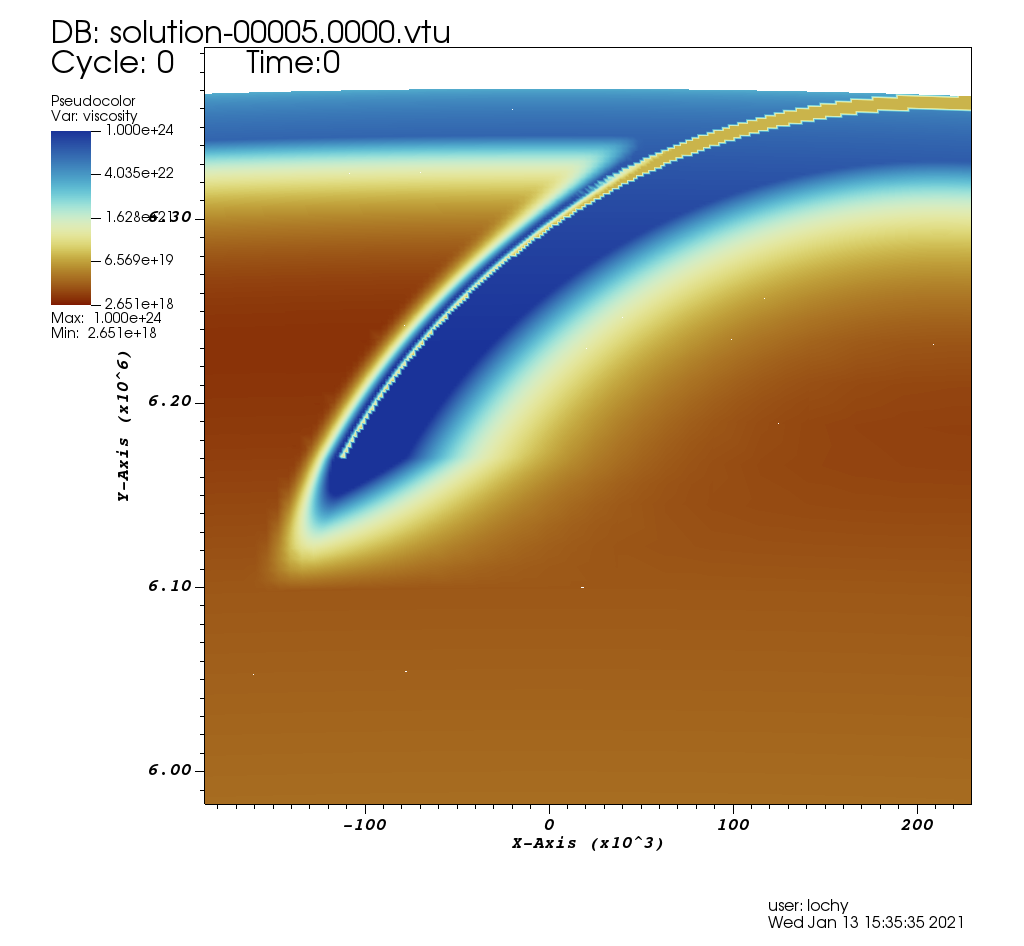 DB: solution-00005.0000.vtu
Cycle: 0 Time:0
Pseudocolor
Var: viscosity
1.000e+24
4.035e+22
1.628e+21
6.569e+19
2.651e+18
Max: 1.000e+24
Min: 2.651e+18
6.30
6.20
6.10
6.00
Y-Axis (x10^6)
-100 0 100 200
X-Axis (x10^3)
user: lochy
Wed Jan 13 15:35:35 2021